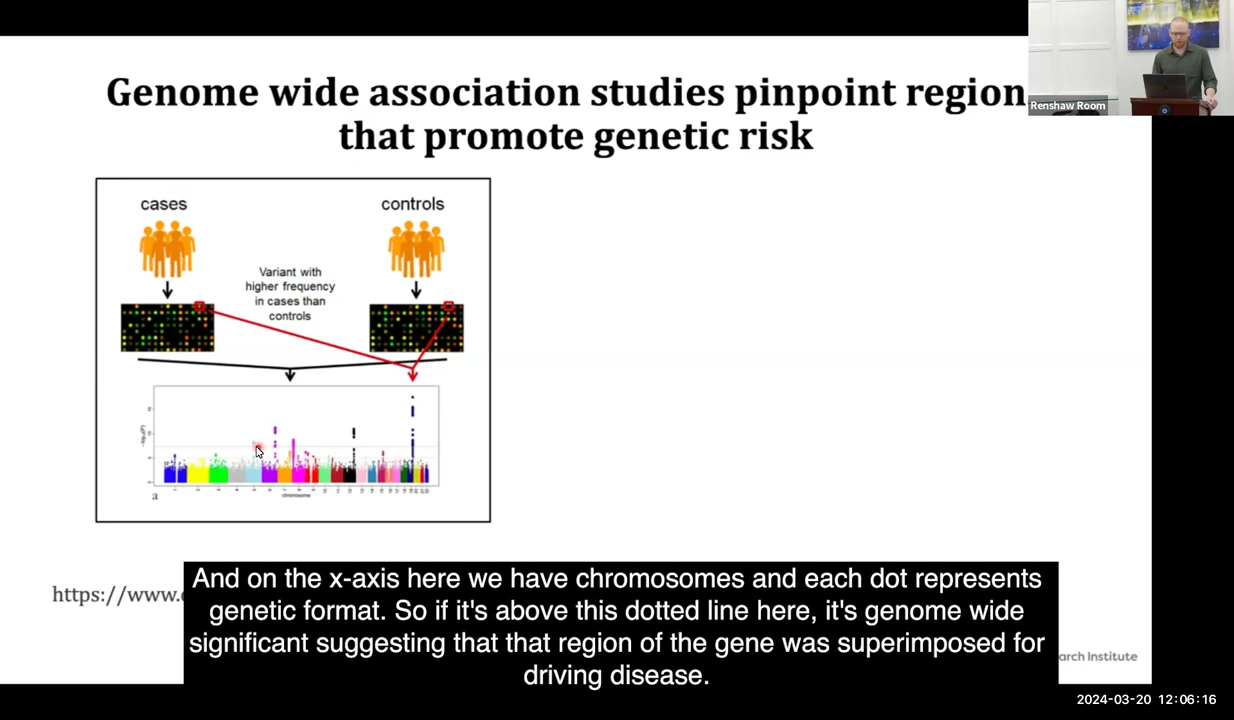 Genome wide association studies pinpoint region
that promote genetic risk
Renshaw Room
cases
controls
Variant with
higher frequency
in cases than
controls
chromosome
a
https://www.
And on the x-axis here we have chromosomes and each dot represents
genetic format. So if it's above this dotted line here, it's genome wide
significant suggesting that that region of the gene was superimposed for
driving disease.
arch Institute
2024-03-20 12:06:16